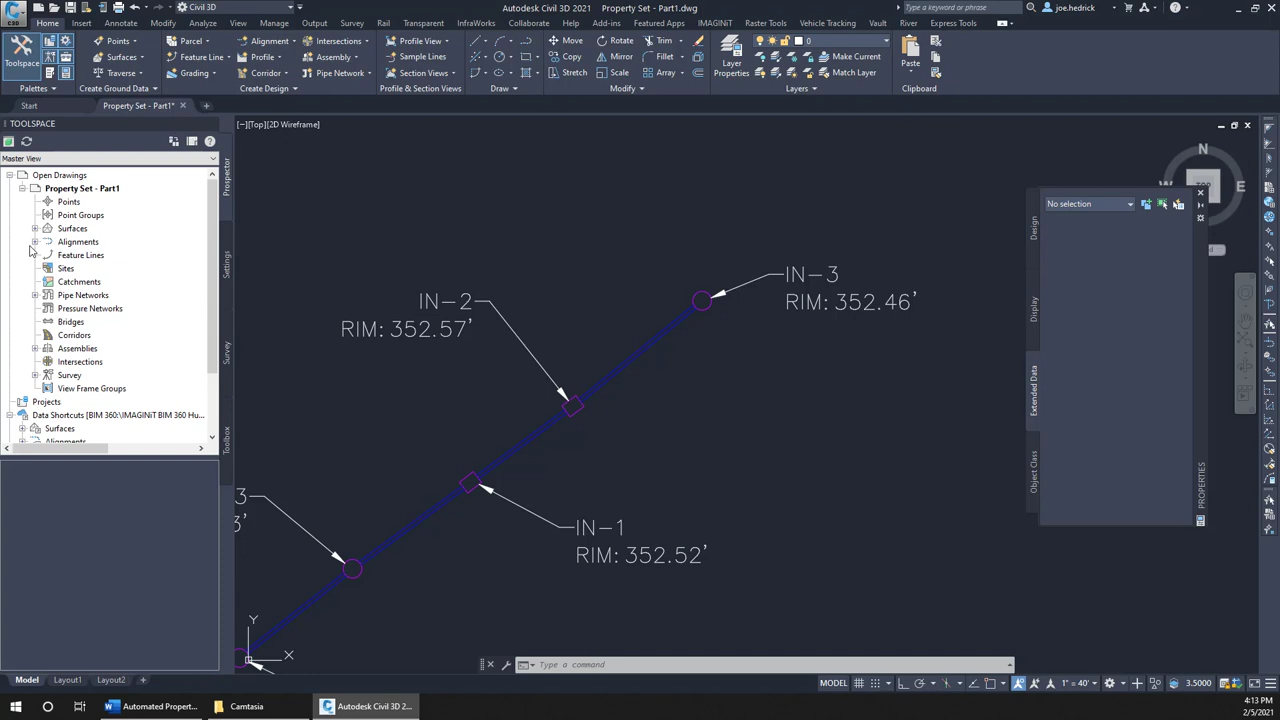 C3D
Civil 3D
Autodesk Civil 3D 2021 Property Set - Part1.dwg
Type a keyword or phrase
joe.hedrick
Home Insert Annotate Modify Analyze View Manage Output Survey Rail Transparent InfraWorks Collaborate Help Add-ins Featured Apps IMAGINiT Raster Tools Vehicle Tracking Vault River Express Tools
Toolspace
Points
Surfaces
Traverse
Parcel
Feature Line
Grading
Alignment
Profile
Corridor
Intersections
Assembly
Pipe Network
Profile View
Sample Lines
Section Views
Move
Copy
Stretch
Rotate
Mirror
Scale
Trim
Fillet
Array
Layer
Properties
0
Make Current
Match Layer
Paste
Palettes Create Ground Data Create Design Profile & Section Views Draw Modify Layers Clipboard
Start Property Set - Part1*
TOOLSPACE
Master View
Open Drawings
Property Set - Part1
Points
Point Groups
Surfaces
Alignments
Feature Lines
Sites
Catchments
Pipe Networks
Pressure Networks
Bridges
Corridors
Assemblies
Intersections
Survey
View Frame Groups
Projects
Data Shortcuts [BIM 360:\IMAGINiT BIM 360 Hu...
Surfaces
Alignments
Prospector
Settings
Survey
Toolbox
[−][Top][2D Wireframe]
N
W TOP E
IN-3
RIM: 352.46'
IN-2
RIM: 352.57'
IN-1
RIM: 352.52'
3
3'
Y
X
No selection
Design
Display
Extended Data
Object Class
PROPERTIES
Type a command
Model Layout1 Layout2
MODEL 1" = 40' 3.5000
Automated Propert...
Camtasia
Autodesk Civil 3D 2...
4:13 PM
2/5/2021